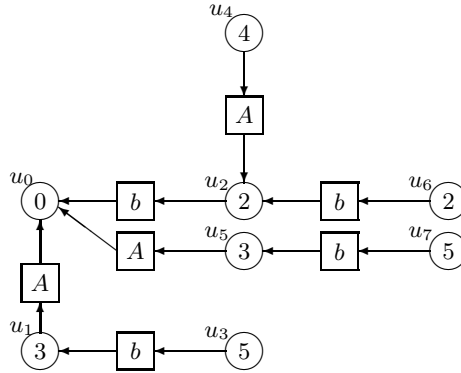 u₄
4
A
u₀ u₂ u₆
0 b 2 b 2
u₅ u₇
A 3 b 5
A
u₁ u₃
3 b 5